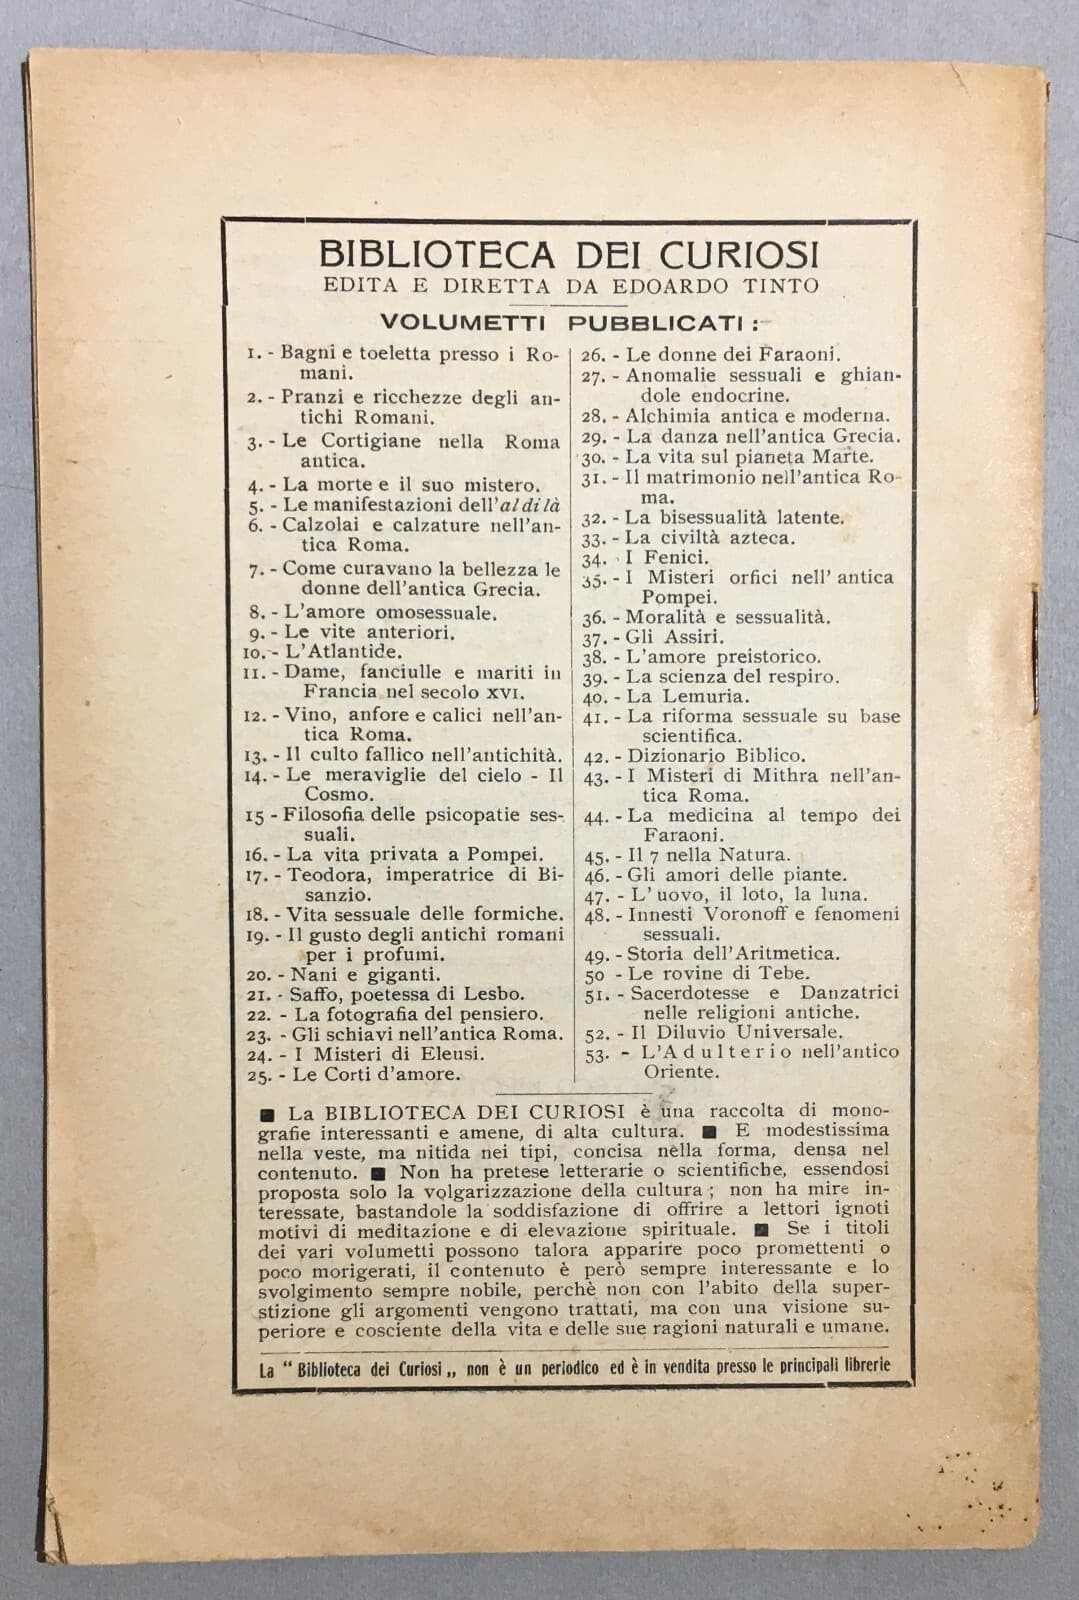 BIBLIOTECA DEI CURIOSI
EDITA E DIRETTA DA EDOARDO TINTO
VOLUMETTI PUBBLICATI :
1. - Bagni e toeletta presso i Ro-
mani.
2. - Pranzi e ricchezze degli an-
tichi Romani.
3. - Le Cortigiane nella Roma
antica.
4. - La morte e il suo mistero.
5. - Le manifestazioni dell'al di là
6. - Calzolai e calzature nell'an-
tica Roma.
7. - Come curavano la bellezza le
donne dell'antica Grecia.
8. - L'amore omosessuale.
9. - Le vite anteriori.
10. - L'Atlantide.
11. - Dame, fanciulle e mariti in
Francia nel secolo XVI.
12. - Vino, anfore e calici nell'an-
tica Roma.
13. - Il culto fallico nell'antichità.
14. - Le meraviglie del cielo - Il
Cosmo.
15 - Filosofia delle psicopatie ses-
suali.
16. - La vita privata a Pompei.
17. - Teodora, imperatrice di Bi-
sanzio.
18. - Vita sessuale delle formiche.
19. - Il gusto degli antichi romani
per i profumi.
20. - Nani e giganti.
21. - Saffo, poetessa di Lesbo.
22. - La fotografia del pensiero.
23. - Gli schiavi nell'antica Roma.
24. - I Misteri di Eleusi.
25. - Le Corti d'amore.
26. - Le donne dei Faraoni.
27. - Anomalie sessuali e ghian-
dole endocrine.
28. - Alchimia antica e moderna.
29. - La danza nell'antica Grecia.
30. - La vita sul pianeta Marte.
31. - Il matrimonio nell'antica Ro-
ma.
32. - La bisessualità latente.
33. - La civiltà azteca.
34. - I Fenici.
35. - I Misteri orfici nell' antica
Pompei.
36. - Moralità e sessualità.
37. - Gli Assiri.
38. - L'amore preistorico.
39. - La scienza del respiro.
40. - La Lemuria.
41. - La riforma sessuale su base
scientifica.
42. - Dizionario Biblico.
43. - I Misteri di Mithra nell'an-
tica Roma.
44. - La medicina al tempo dei
Faraoni.
45. - Il 7 nella Natura.
46. - Gli amori delle piante.
47. - L' uovo, il loto, la luna.
48. - Innesti Voronoff e fenomeni
sessuali.
49. - Storia dell'Aritmetica.
50 - Le rovine di Tebe.
51. - Sacerdotesse e Danzatrici
nelle religioni antiche.
52. - Il Diluvio Universale.
53. - L'Adulterio nell'antico
Oriente.
■ La BIBLIOTECA DEI CURIOSI è una raccolta di mono-
grafie interessanti e amene, di alta cultura. ■ E modestissima
nella veste, ma nitida nei tipi, concisa nella forma, densa nel
contenuto. ■ Non ha pretese letterarie o scientifiche, essendosi
proposta solo la volgarizzazione della cultura ; non ha mire in-
teressate, bastandole la soddisfazione di offrire a lettori ignoti
motivi di meditazione e di elevazione spirituale. ■ Se i titoli
dei vari volumetti possono talora apparire poco promettenti o
poco morigerati, il contenuto è però sempre interessante e lo
svolgimento sempre nobile, perchè non con l'abito della super-
stizione gli argomenti vengono trattati, ma con una visione su-
periore e cosciente della vita e delle sue ragioni naturali e umane.
La “ Biblioteca dei Curiosi „ non è un periodico ed è in vendita presso le principali librerie